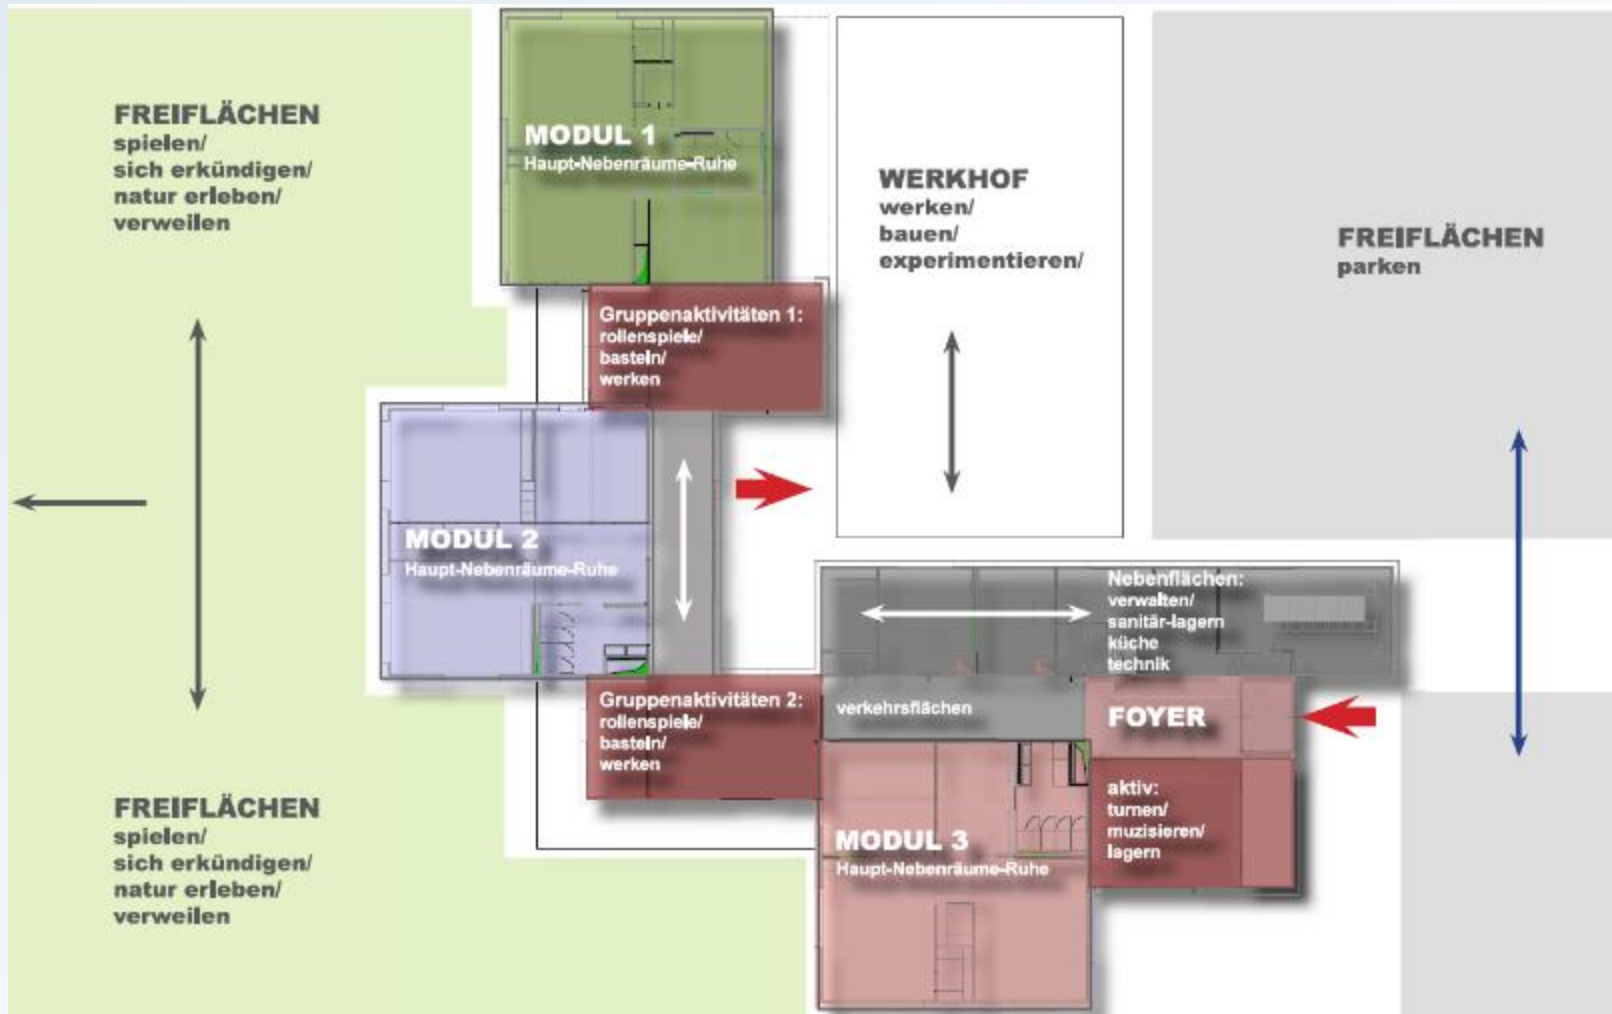 FREIFLÄCHEN
spielen/
sich erkündigen/
natur erleben/
verweilen
MODUL 1
Haupt-Nebenräume-Ruhe
WERKHOF
werken/
bauen/
experimentieren/
FREIFLÄCHEN
parken
Gruppenaktivitäten 1:
rollenspiele/
basteln/
werken
MODUL 2
Haupt-Nebenräume-Ruhe
Nebenflächen:
verwalten/
sanitär-lagern
küche
technik
Gruppenaktivitäten 2:
rollenspiele/
basteln/
werken
verkehrsflächen
FOYER
aktiv:
turnen/
muzisieren/
lagern
MODUL 3
Haupt-Nebenräume-Ruhe
FREIFLÄCHEN
spielen/
sich erkündigen/
natur erleben/
verweilen